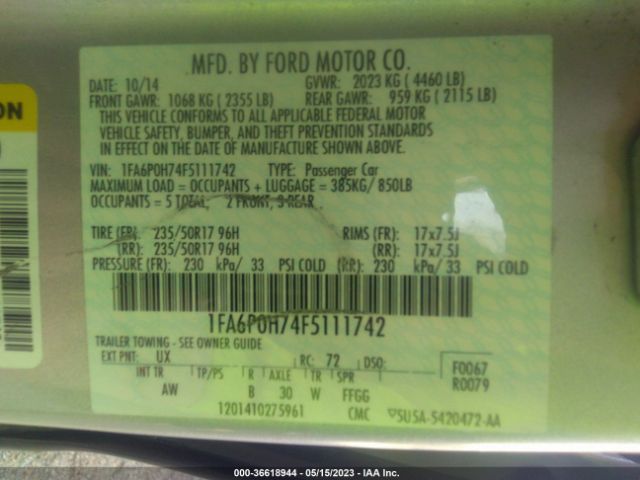 MFD. BY FORD MOTOR CO.
DATE: 10/14 GVWR: 2023 KG ( 4460 LB)
FRONT GAWR: 1068 KG ( 2355 LB) REAR GAWR: 959 KG ( 2115 LB)
THIS VEHICLE CONFORMS TO ALL APPLICABLE FEDERAL MOTOR
VEHICLE SAFETY, BUMPER, AND THEFT PREVENTION STANDARDS
IN EFFECT ON THE DATE OF MANUFACTURE SHOWN ABOVE
VIN: 1FA6P0H74F5111742 TYPE: Passenger Car
MAXIMUM LOAD = OCCUPANTS + LUGGAGE = 385KG/ 850LB
OCCUPANTS = 5 TOTAL, 2 FRONT, 3 REAR
TIRE (FR): 235/50R17 96H RIMS (FR): 17x7.5J
(RR): 235/50R17 96H (RR): 17x7.5J
PRESSURE (FR): 230 kPa/ 33 PSI COLD (RR): 230 kPa/ 33 PSI COLD
1FA6P0H74F5111742
TRAILER TOWING - SEE OWNER GUIDE
EXT PNT: UX RC: 72 DSO: F0067
INT TR TP/PS R AXLE TR SPR R0079
AW B 30 W FFGG
1201410275961 CMC 5U5A-5420472-AA
ON
000-36618944 - 05/15/2023 - IAA Inc.